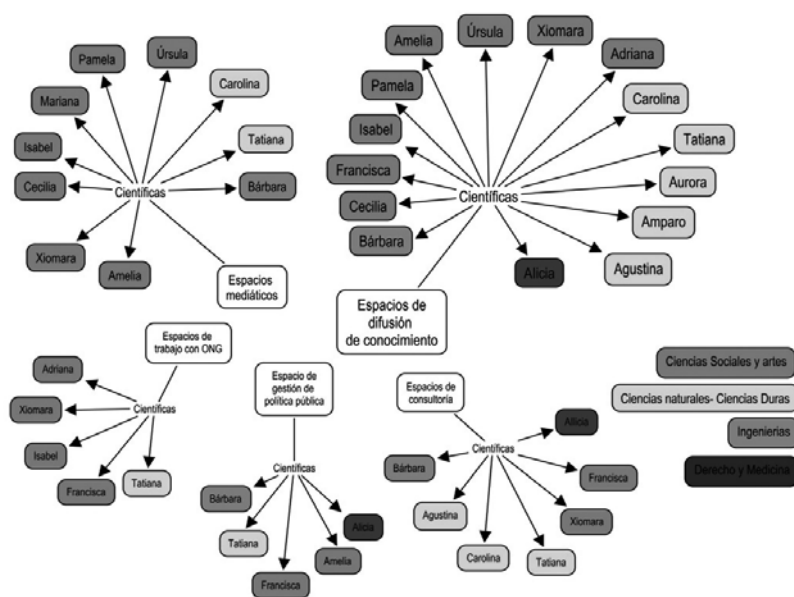 Pamela
Úrsula
Carolina
Mariana
Tatiana
Isabel
Cecilia
Científicas
Bárbara
Xiomara
Amelia
Espacios
mediáticos
Amelia
Úrsula
Xiomara
Adriana
Pamela
Carolina
Isabel
Tatiana
Francisca
Aurora
Cecilia
Científicas
Amparo
Bárbara
Alicia
Agustina
Espacios de
difusión
de conocimiento
Espacios de
trabajo con ONG
Adriana
Xiomara
Científicas
Isabel
Francisca
Tatiana
Espacio de
gestión de
política pública
Científicas
Bárbara
Tatiana
Alicia
Amelia
Francisca
Espacios de
consultoría
Científicas
Allicia
Bárbara
Francisca
Agustina
Xiomara
Carolina
Tatiana
Ciencias Sociales y artes
Ciencias naturales- Ciencias Duras
Ingenierias
Derecho y Medicina